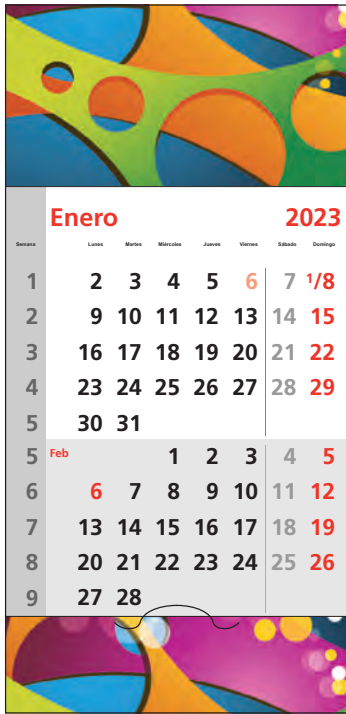 Enero 2023
Semana Lunes Martes Miércoles Jueves Viernes Sábado Domingo
1 2 3 4 5 6 7 1/8
2 9 10 11 12 13 14 15
3 16 17 18 19 20 21 22
4 23 24 25 26 27 28 29
5 30 31
5 Feb 1 2 3 4 5
6 6 7 8 9 10 11 12
7 13 14 15 16 17 18 19
8 20 21 22 23 24 25 26
9 27 28